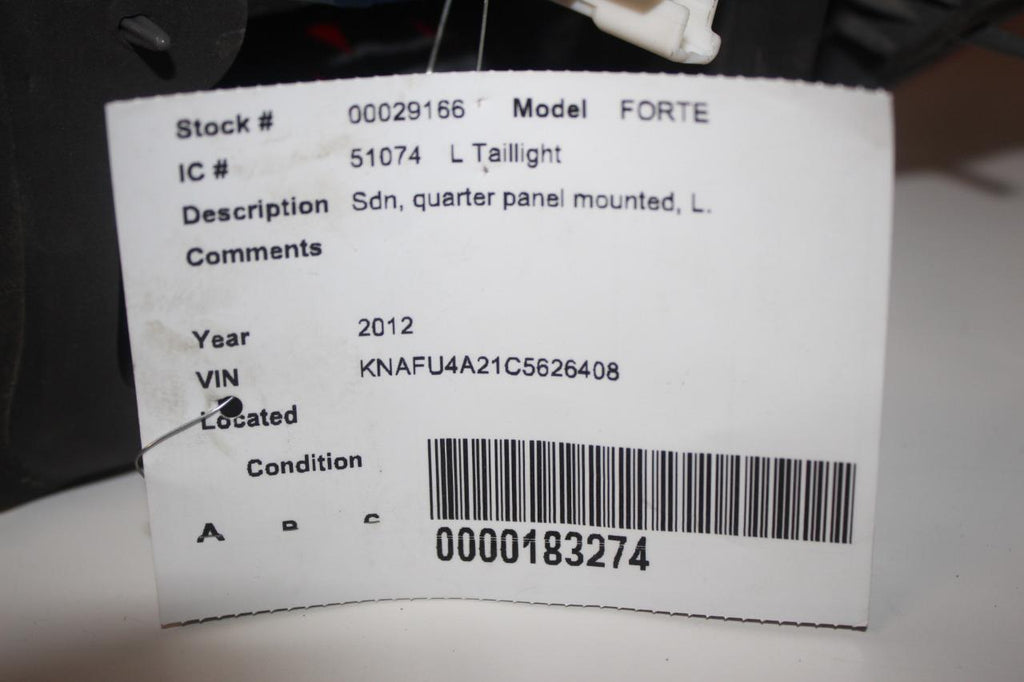 Stock # 00029166 Model FORTE
IC # 51074 L Taillight
Description Sdn, quarter panel mounted, L.
Comments
Year 2012
VIN KNAFU4A21C5626408
Located
Condition
A B C
0000183274